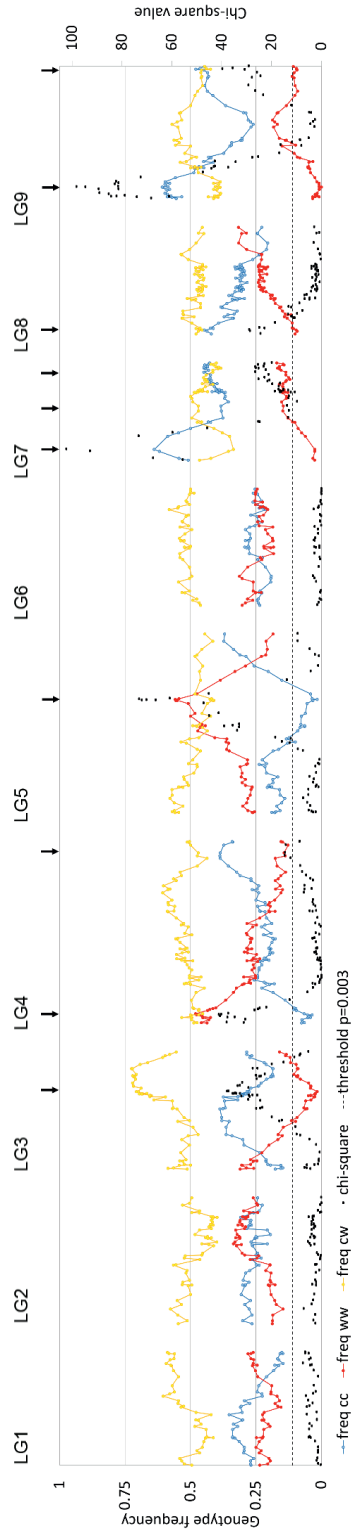 LG1 LG2 LG3 LG4 LG5 LG6 LG7 LG8 LG9
Genotype frequency
1
0.75
0.5
0.25
0
Chi-square value
100
80
60
40
20
0
freq cc freq ww freq cw chi-square threshold p=0.003